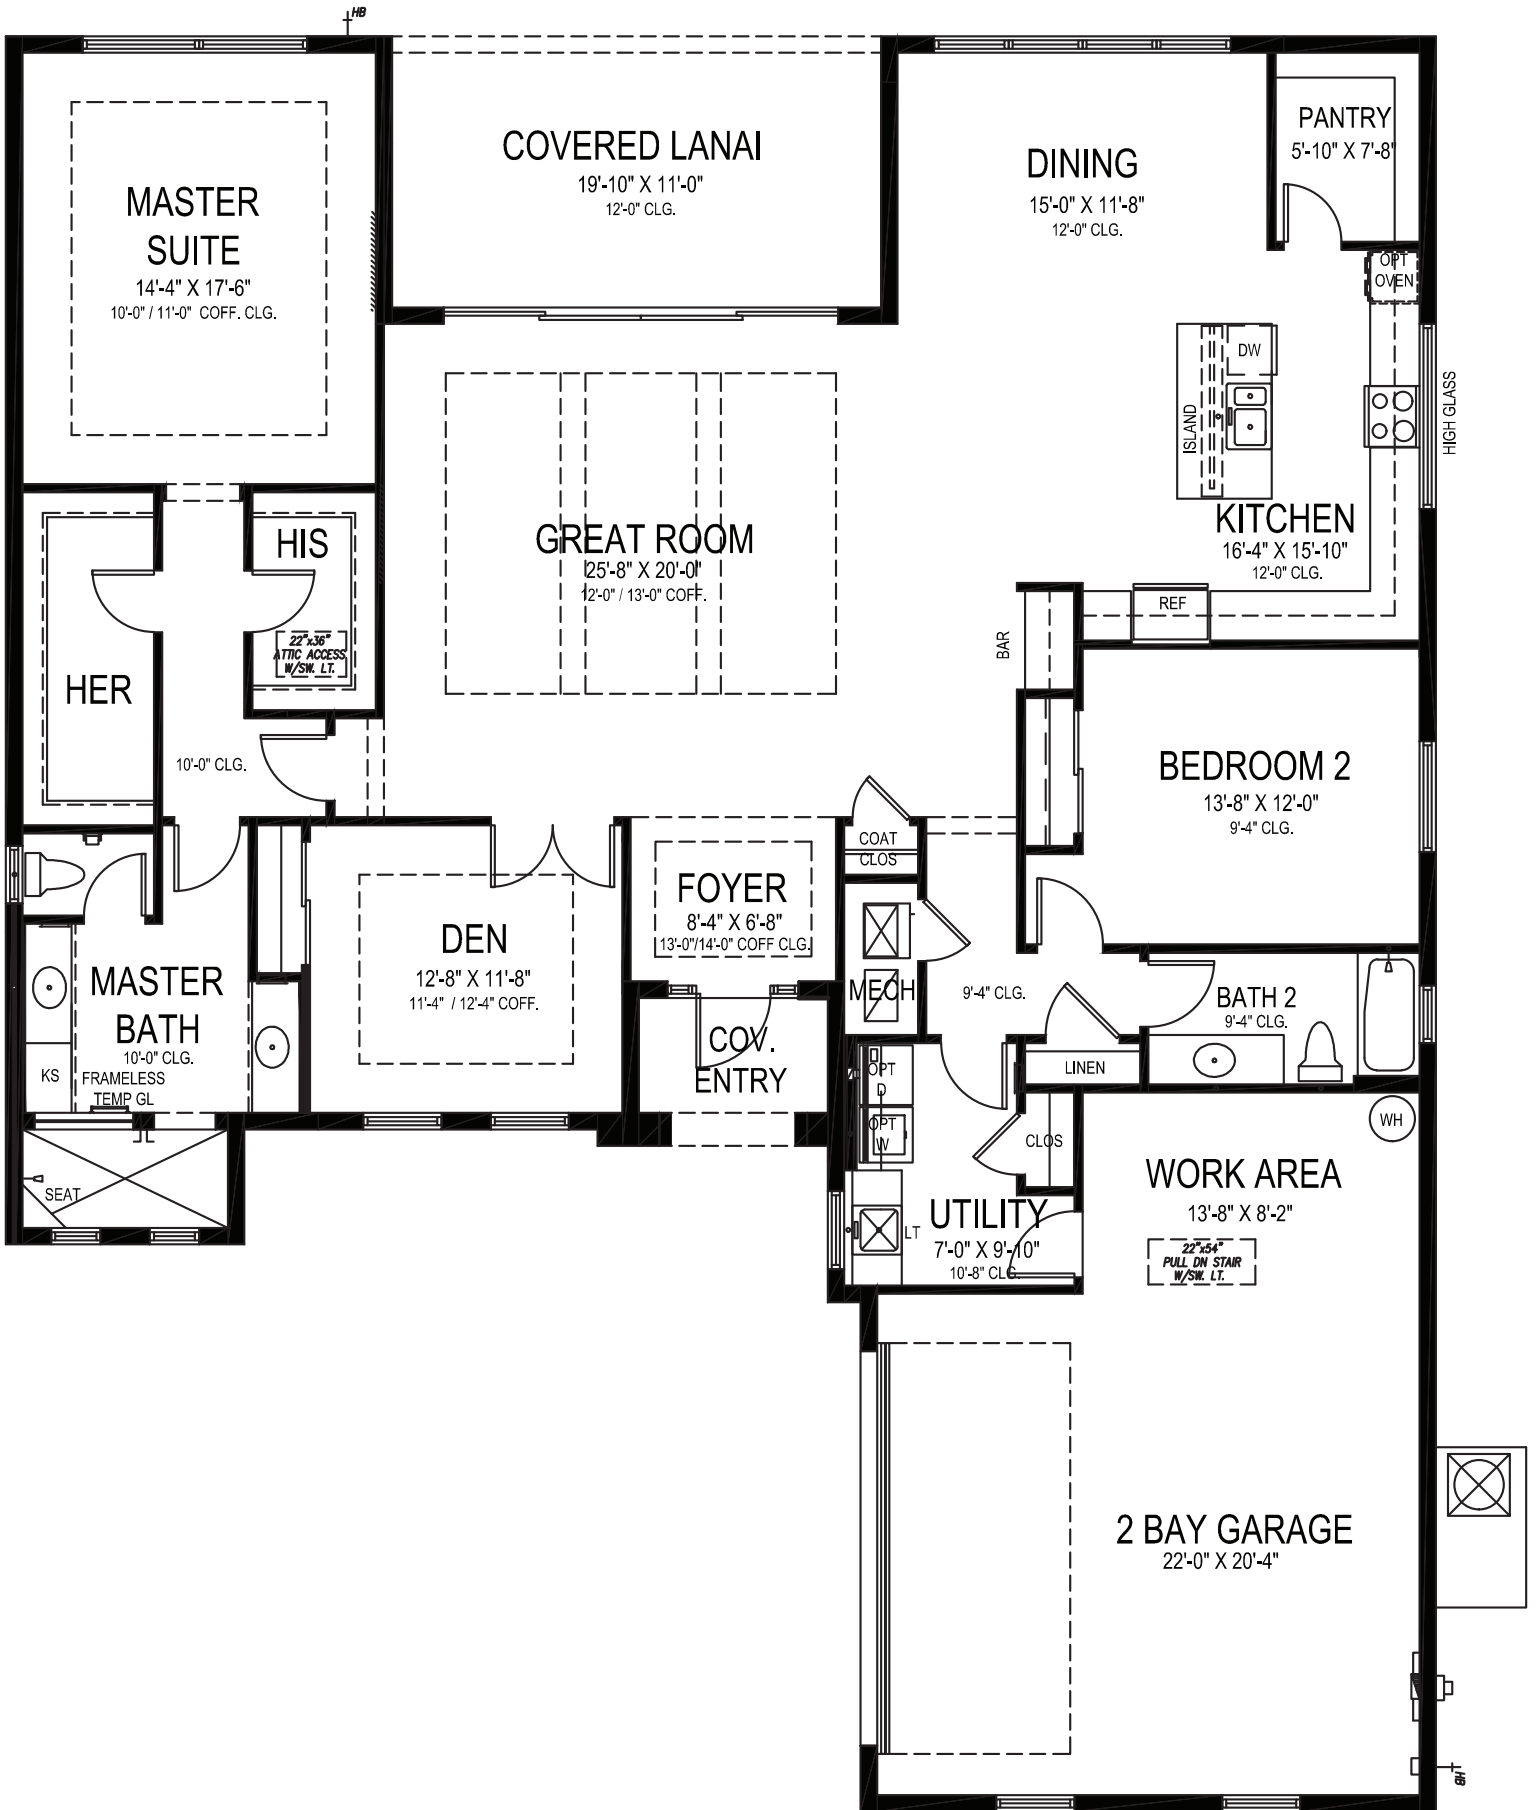 HB
COVERED LANAI
19'-10" X 11'-0"
12'-0" CLG.
DINING
15'-0" X 11'-8"
12'-0" CLG.
PANTRY
5'-10" X 7'-8"
MASTER
SUITE
14'-4" X 17'-6"
10'-0" / 11'-0" COFF. CLG.
OPT
OVEN
DW
ISLAND
HIGH GLASS
KITCHEN
16'-4" X 15'-10"
12'-0" CLG.
REF
BAR
GREAT ROOM
25'-8" X 20'-0"
12'-0" / 13'-0" COFF.
HIS
22"x36"
ATTIC ACCESS
W/SW. LT.
HER
10'-0" CLG.
BEDROOM 2
13'-8" X 12'-0"
9'-4" CLG.
COAT
CLOS
FOYER
8'-4" X 6'-8"
13'-0"/14'-0" COFF CLG.
DEN
12'-8" X 11'-8"
11'-4" / 12'-4" COFF.
MASTER
BATH
10'-0" CLG.
KS
FRAMELESS
TEMP GL
SEAT
MECH
9'-4" CLG.
BATH 2
9'-4" CLG.
COV.
ENTRY
LINEN
OPT
D
OPT
W
CLOS
WH
WORK AREA
13'-8" X 8'-2"
22"x54"
PULL DN STAIR
W/SW. LT.
UTILITY
7'-0" X 9'-10"
10'-8" CLG.
LT
2 BAY GARAGE
22'-0" X 20'-4"
HB